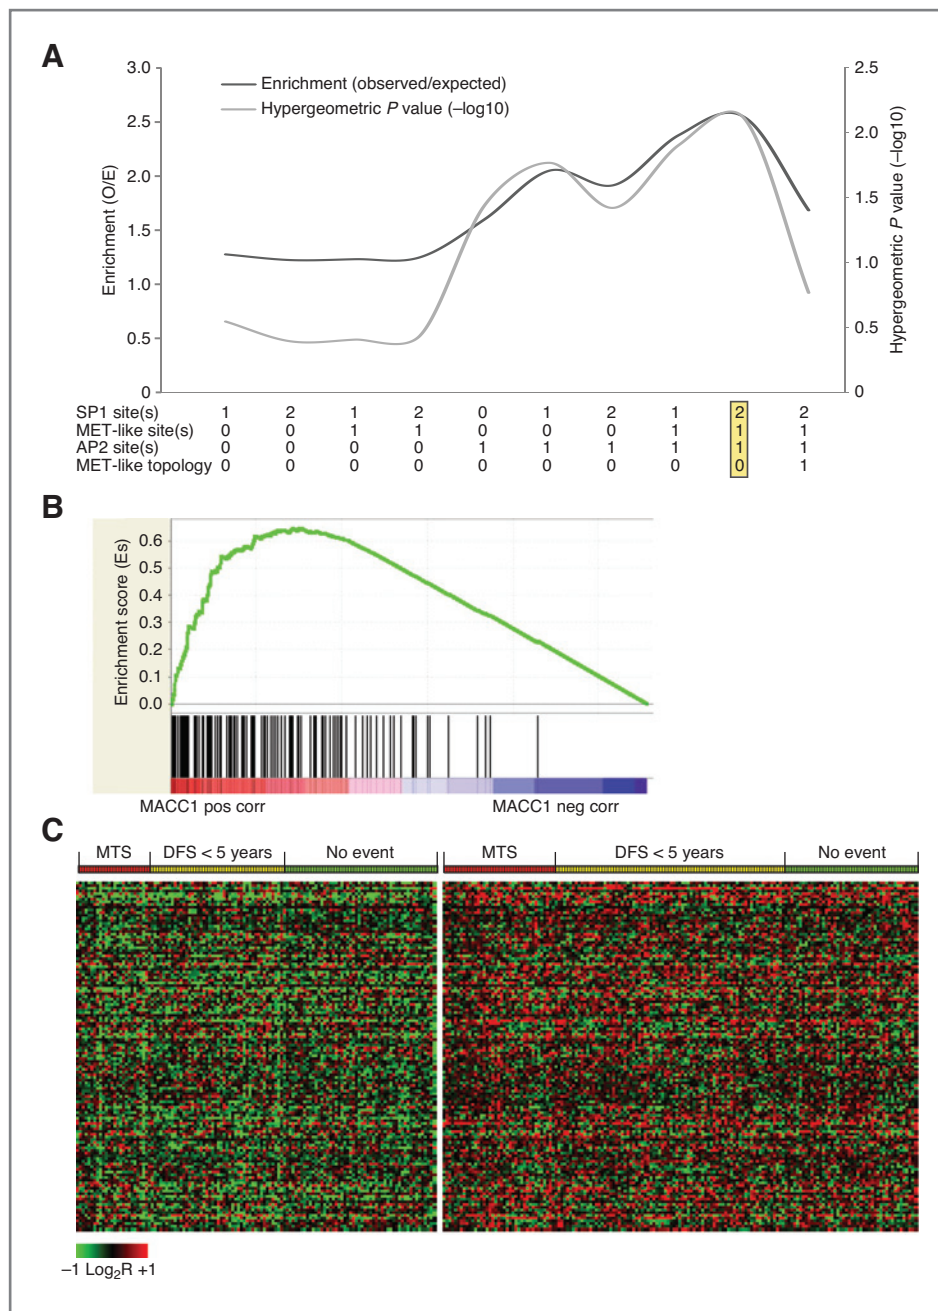 A
3.0
2.5
2.0
1.5
1.0
0.5
0
Enrichment (O/E)
Enrichment (observed/expected)
Hypergeometric P value (–log10)
2.5
2.0
1.5
1.0
0.5
0
Hypergeometric P value (–log10)
SP1 site(s) 1 2 1 2 0 1 2 1 2 2
MET-like site(s) 0 0 1 1 0 0 0 1 1 1
AP2 site(s) 0 0 0 0 1 1 1 1 1 1
MET-like topology 0 0 0 0 0 0 0 0 0 1
B
Enrichment score (Es)
0.6
0.5
0.4
0.3
0.2
0.1
0.0
MACC1 pos corr MACC1 neg corr
C
MTS DFS < 5 years No event MTS DFS < 5 years No event
–1 Log2R +1